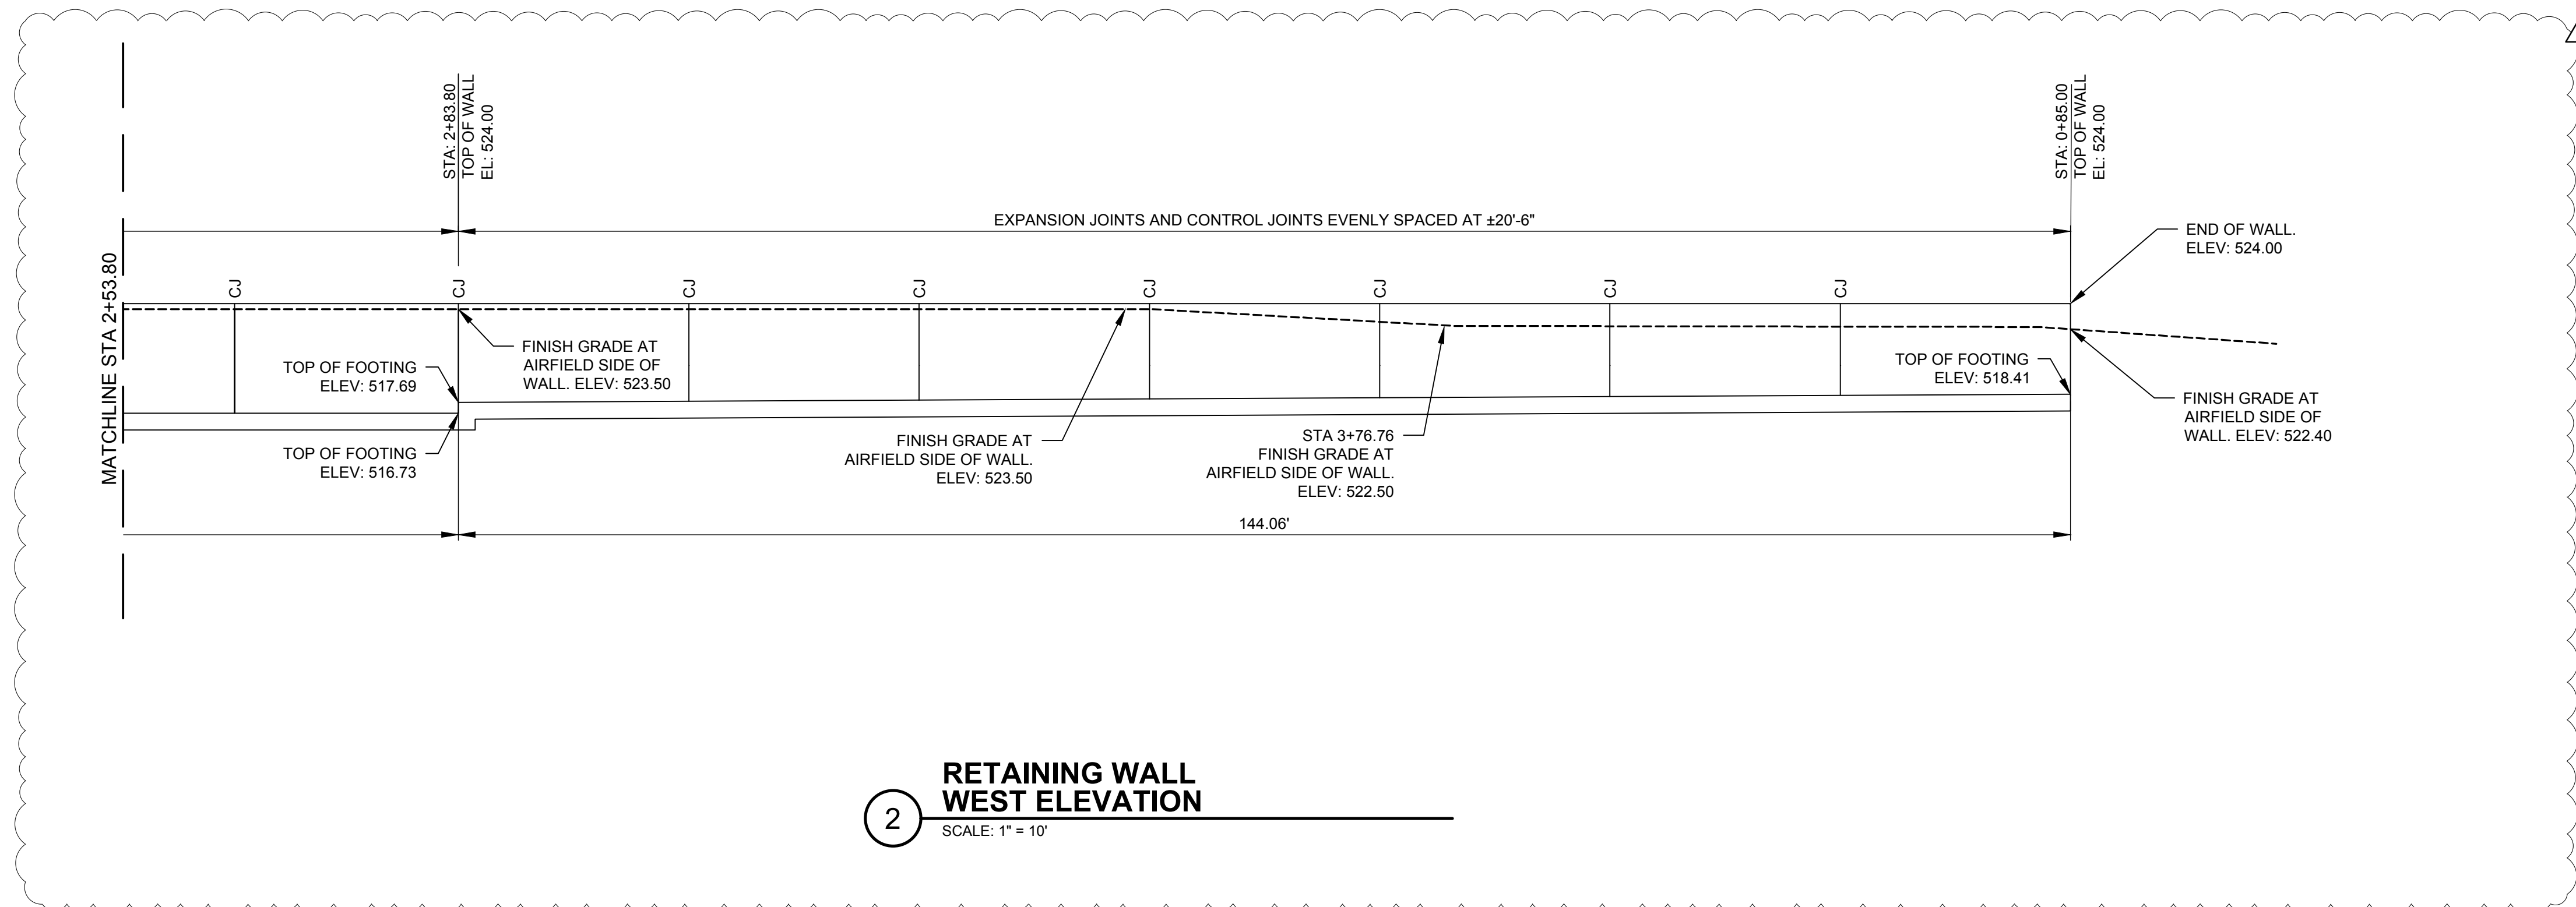 STA: 2+83.80
TOP OF WALL
EL: 524.00
STA: 0+85.00
TOP OF WALL
EL: 524.00
EXPANSION JOINTS AND CONTROL JOINTS EVENLY SPACED AT ±20'-6"
END OF WALL.
ELEV: 524.00
MATCHLINE STA 2+53.80
CJ
CJ
CJ
CJ
CJ
CJ
CJ
CJ
TOP OF FOOTING
ELEV: 517.69
FINISH GRADE AT
AIRFIELD SIDE OF
WALL. ELEV: 523.50
TOP OF FOOTING
ELEV: 518.41
TOP OF FOOTING
ELEV: 516.73
FINISH GRADE AT
AIRFIELD SIDE OF WALL.
ELEV: 523.50
STA 3+76.76
FINISH GRADE AT
AIRFIELD SIDE OF WALL.
ELEV: 522.50
FINISH GRADE AT
AIRFIELD SIDE OF
WALL. ELEV: 522.40
144.06'
2
RETAINING WALL
WEST ELEVATION
SCALE: 1" = 10'